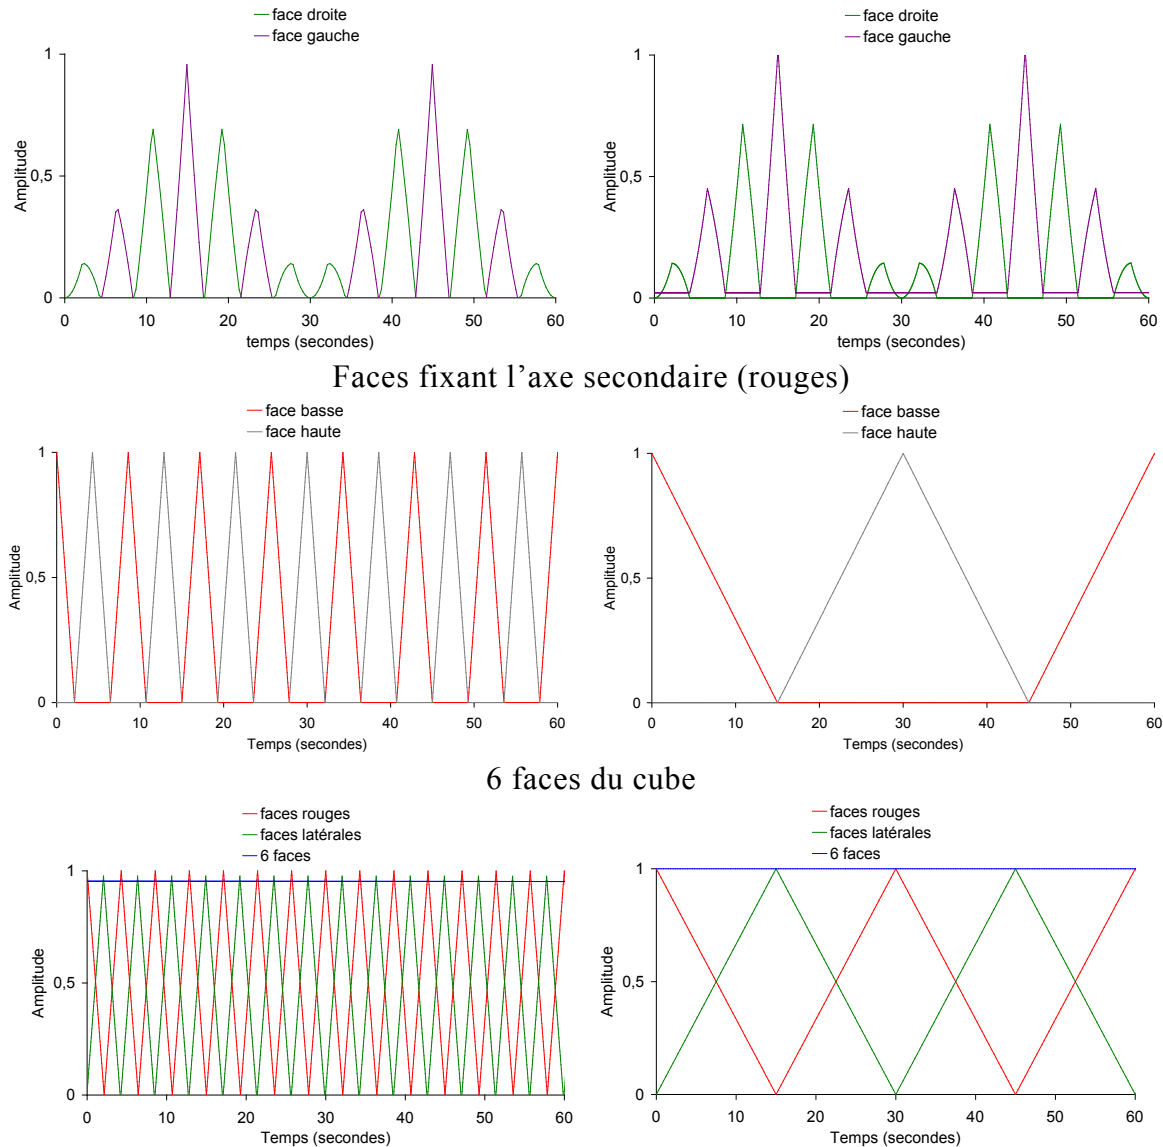 face droite
face gauche
1
0,5
0
Amplitude
0 10 20 30 40 50 60
temps (secondes)
face droite
face gauche
1
0,5
0
Amplitude
0 10 20 30 40 50 60
temps (secondes)
Faces fixant l’axe secondaire (rouges)
face basse
face haute
1
0,5
0
Amplitude
0 10 20 30 40 50 60
Temps (secondes)
face basse
face haute
1
0,5
0
Amplitude
0 10 20 30 40 50 60
Temps (secondes)
6 faces du cube
faces rouges
faces latérales
6 faces
1
0,5
0
Amplitude
0 10 20 30 40 50 60
Temps (secondes)
faces rouges
faces latérales
6 faces
1
0,5
0
Amplitude
0 10 20 30 40 50 60
Temps (secondes)